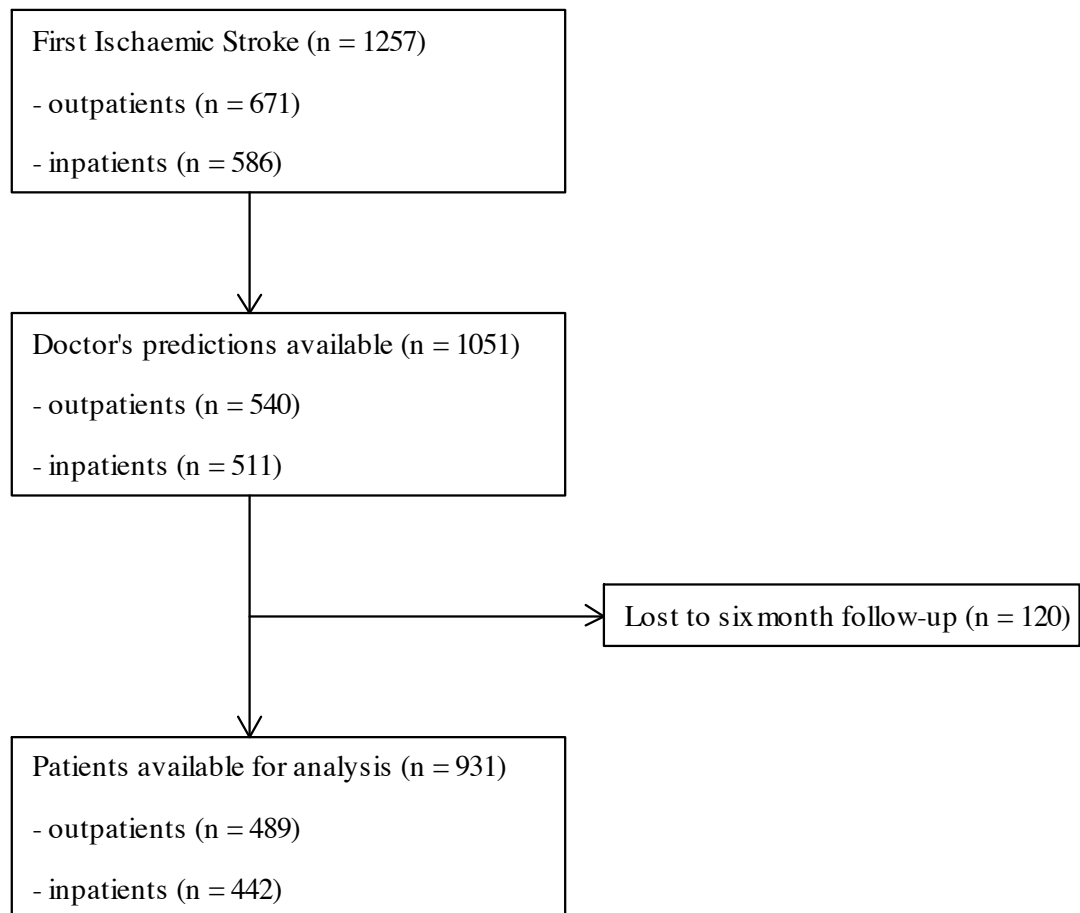 First Ischaemic Stroke (n = 1257)
- outpatients (n = 671)
- inpatients (n = 586)
Doctor's predictions available (n = 1051)
- outpatients (n = 540)
- inpatients (n = 511)
Lost to six month follow-up (n = 120)
Patients available for analysis (n = 931)
- outpatients (n = 489)
- inpatients (n = 442)